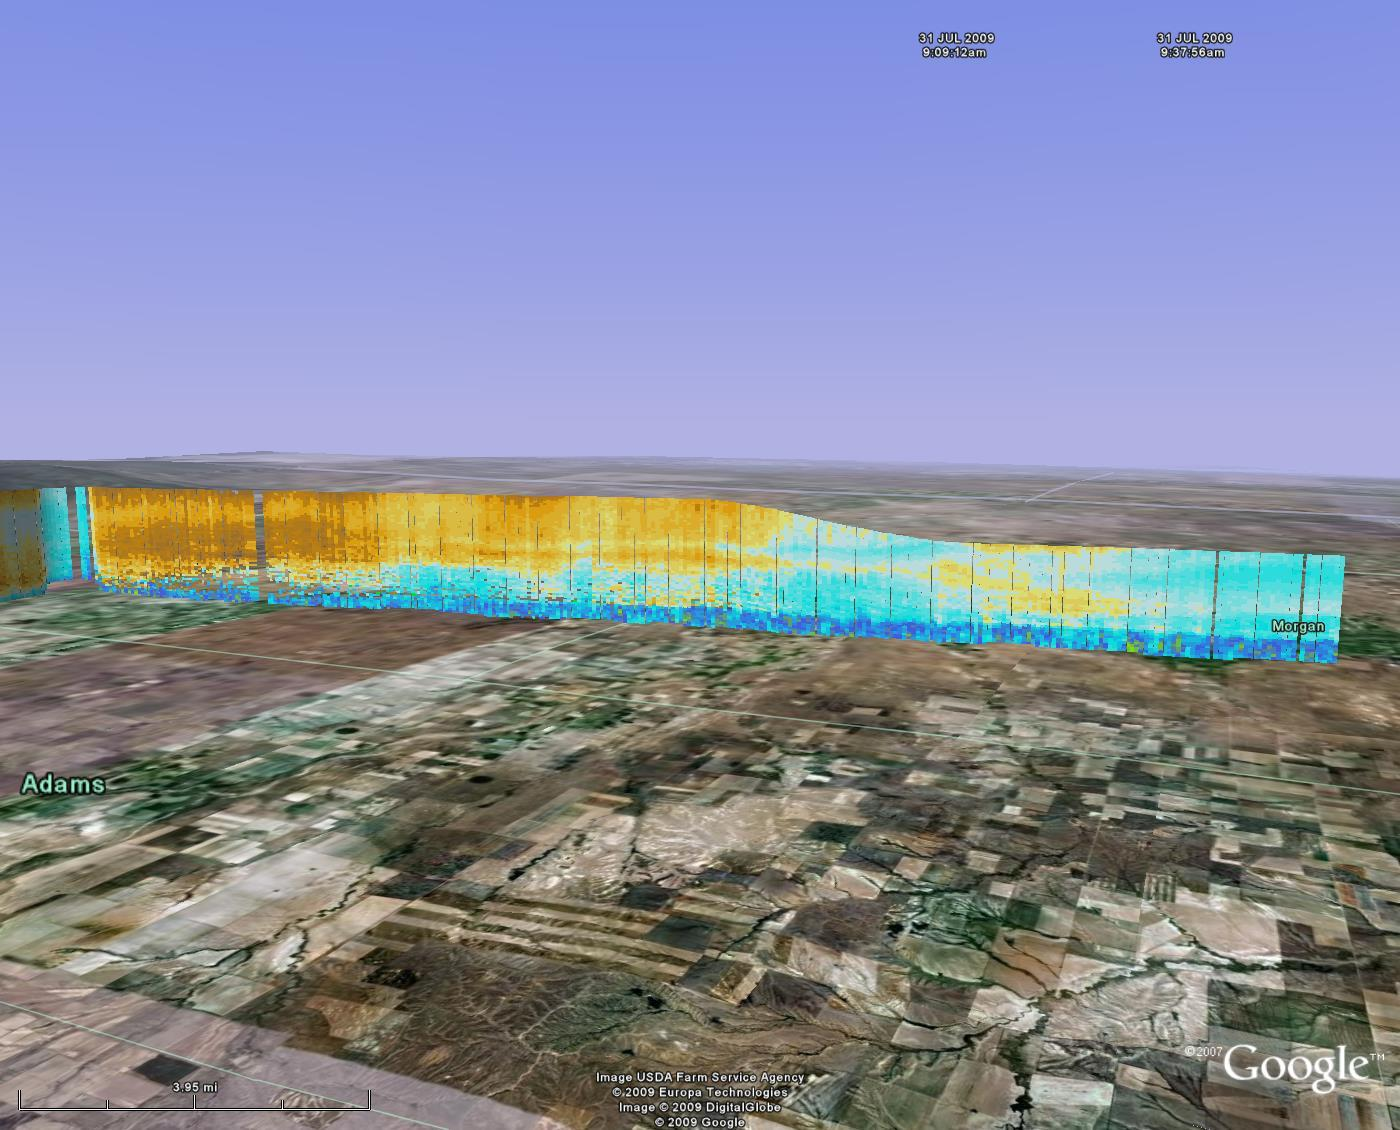 31 JUL 2009
9:09:12am
31 JUL 2009
9:37:56am
Morgan
Adams
3.95 mi
Image USDA Farm Service Agency
© 2009 Europa Technologies
Image © 2009 DigitalGlobe
© 2009 Google
©2007 Google™